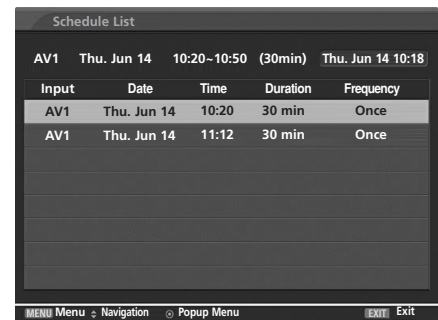 Schedule List
AV1 Thu. Jun 14 10:20~10:50 (30min) Thu. Jun 14 10:18
Input Date Time Duration Frequency
AV1 Thu. Jun 14 10:20 30 min Once
AV1 Thu. Jun 14 11:12 30 min Once
MENU Menu Navigation Popup Menu EXIT Exit